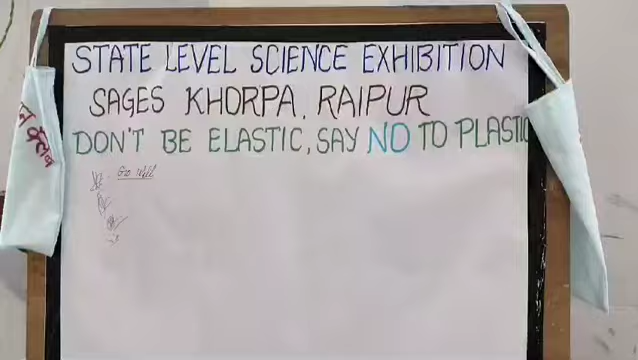 STATE LEVEL SCIENCE EXHIBITION
SAGES KHORPA, RAIPUR
DON'T BE ELASTIC, SAY NO TO PLASTIC